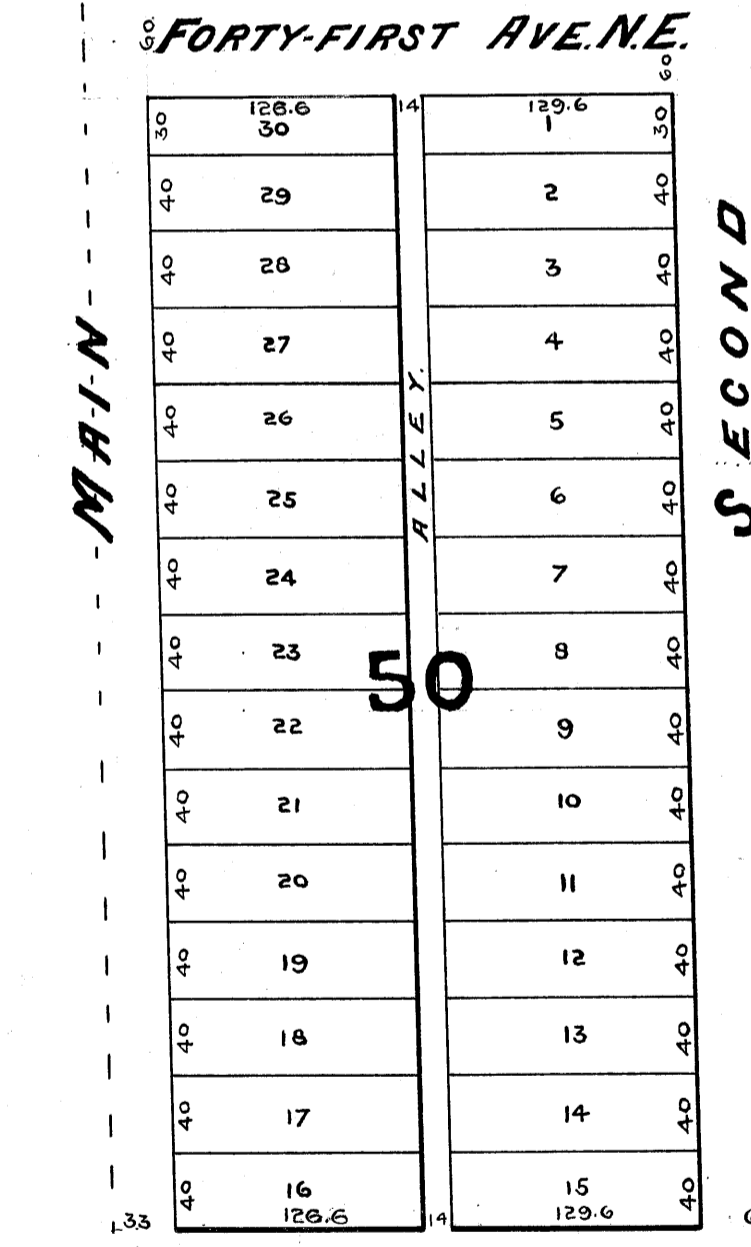 FORTY-FIRST AVE. N.E.
60 60
126.6 14 129.6
30 30 1 30
40 29 2 40
40 28 3 40
40 27 4 40
40 26 5 40
40 25 6 40
40 24 7 40
40 23 8 40
50
40 22 9 40
40 21 10 40
40 20 11 40
40 19 12 40
40 18 13 40
40 17 14 40
40 16 15 40
33 126.6 14 129.6
MAIN
ALLEY.
SECOND